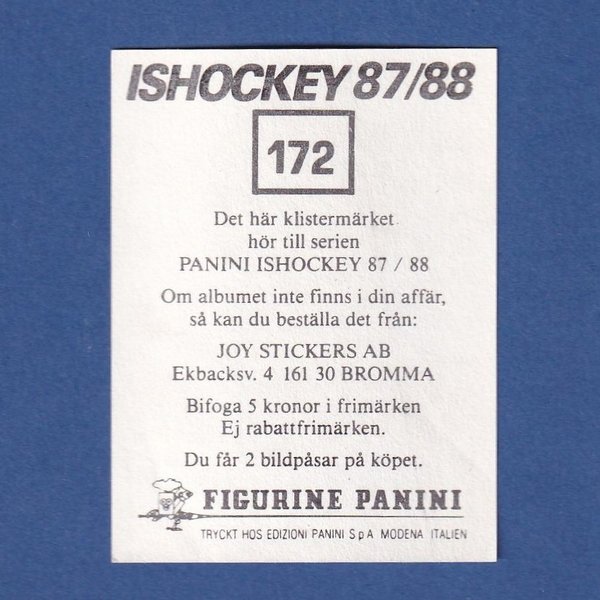 ISHOCKEY 87/88
172
Det här klistermärket
hör till serien
PANINI ISHOCKEY 87 / 88
Om albumet inte finns i din affär,
så kan du beställa det från:
JOY STICKERS AB
Ekbacksv. 4 161 30 BROMMA
Bifoga 5 kronor i frimärken
Ej rabattfrimärken.
Du får 2 bildpåsar på köpet.
FIGURINE PANINI
TRYCKT HOS EDIZIONI PANINI S p A MODENA ITALIEN